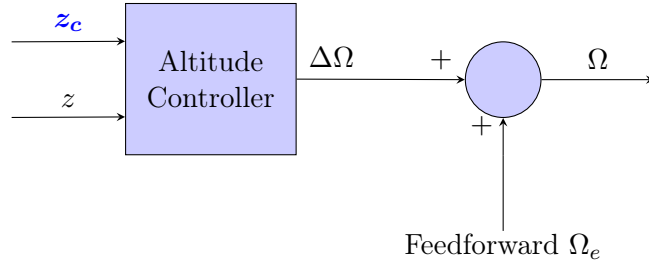 z_c
z
Altitude
Controller
ΔΩ
+
+
Ω
Feedforward Ω_e